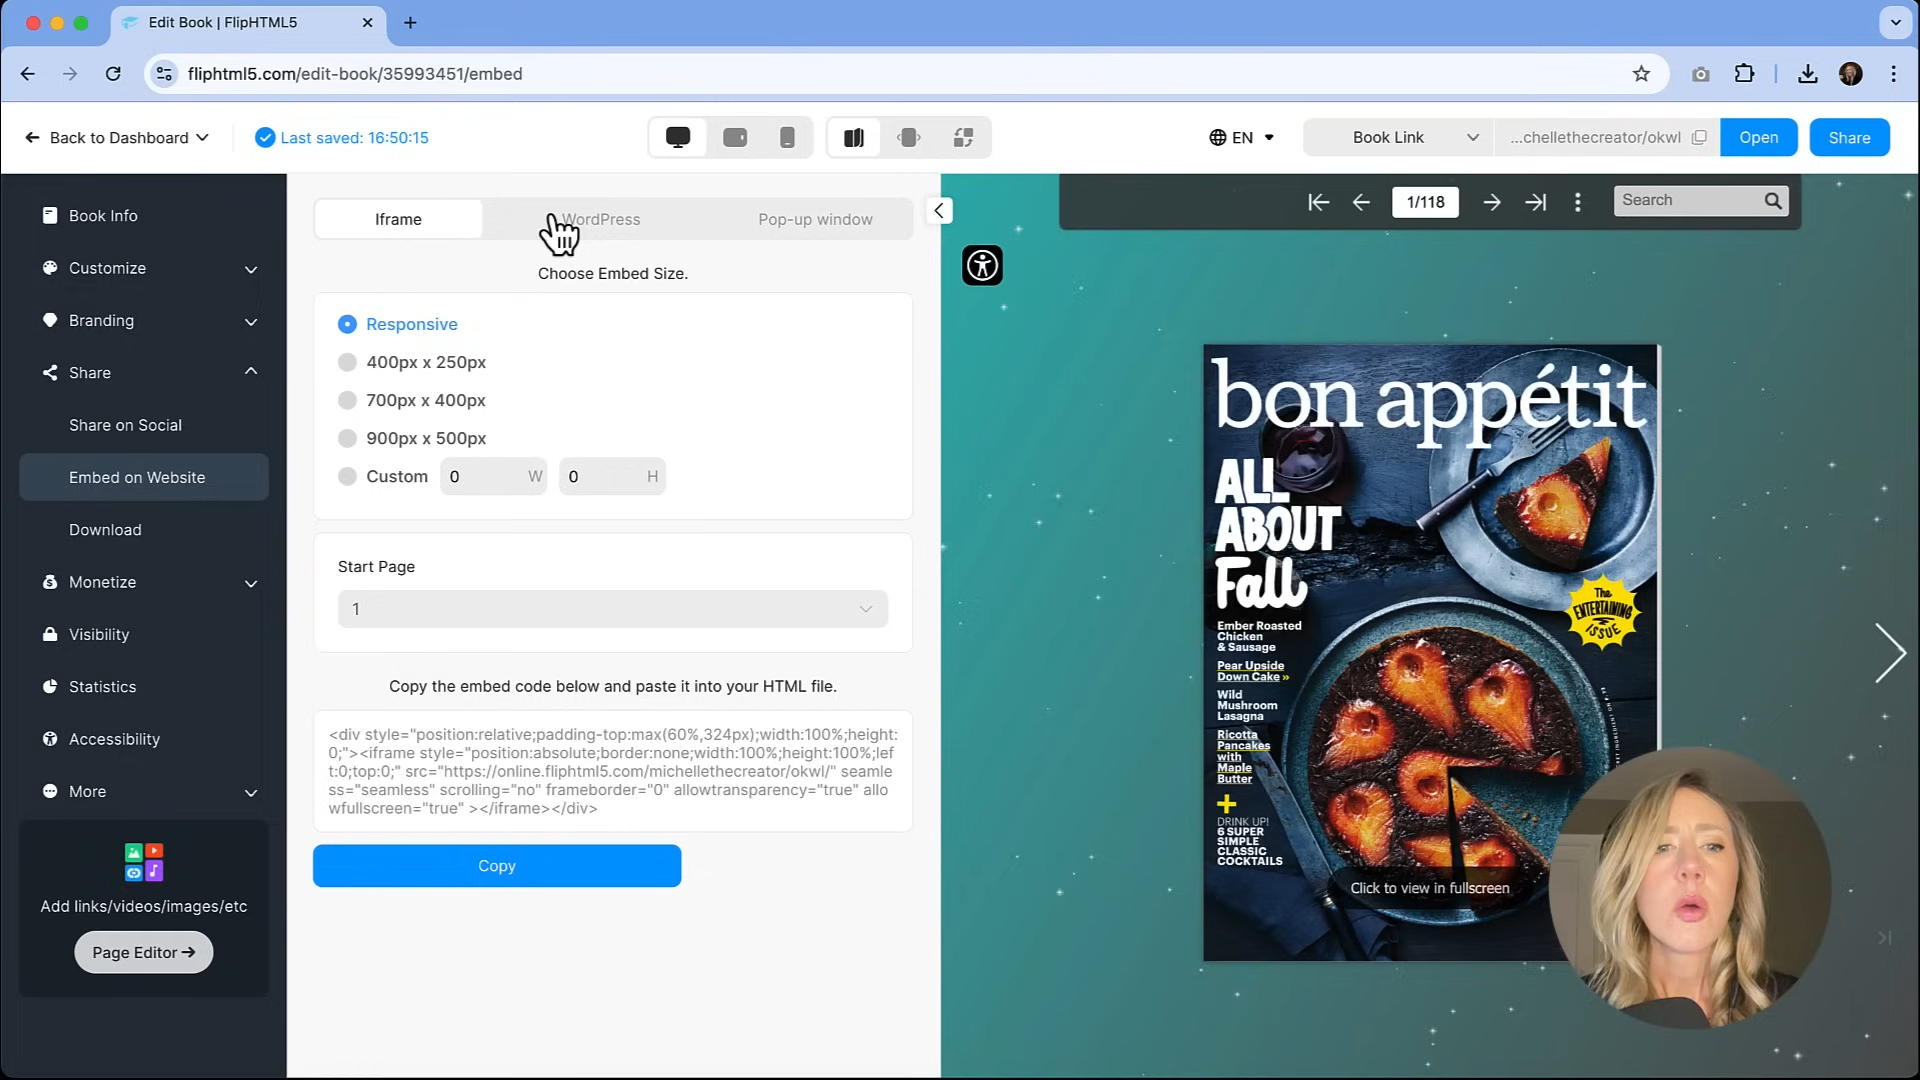 Edit Book | FlipHTML5
fliphtml5.com/edit-book/35993451/embed
Back to Dashboard
Last saved: 16:50:15
EN
Book Link
...chellethecreator/okwl
Open
Share
Book Info
Customize
Branding
Share
Share on Social
Embed on Website
Download
Monetize
Visibility
Statistics
Accessibility
More
Add links/videos/images/etc
Page Editor
Iframe
WordPress
Pop-up window
Choose Embed Size.
Responsive
400px x 250px
700px x 400px
900px x 500px
Custom 0 W 0 H
Start Page
1
Copy the embed code below and paste it into your HTML file.
<div style="position:relative;padding-top:max(60%,324px);width:100%;height:
0;"><iframe style="position:absolute;border:none;width:100%;height:100%;lef
t:0;top:0;" src="https://online.fliphtml5.com/michellethecreator/okwl/" seamle
ss="seamless" scrolling="no" frameborder="0" allowtransparency="true" allo
wfullscreen="true" ></iframe></div>
Copy
1/118
Search
bon appétit
ALL
ABOUT
Fall
The
ENTERTAINING
ISSUE
Ember Roasted
Chicken
& Sausage
Pear Upside
Down Cake »
Wild
Mushroom
Lasagna
Ricotta
Pancakes
with
Maple
Butter
+
DRINK UP!
6 SUPER
SIMPLE
CLASSIC
COCKTAILS
Click to view in fullscreen